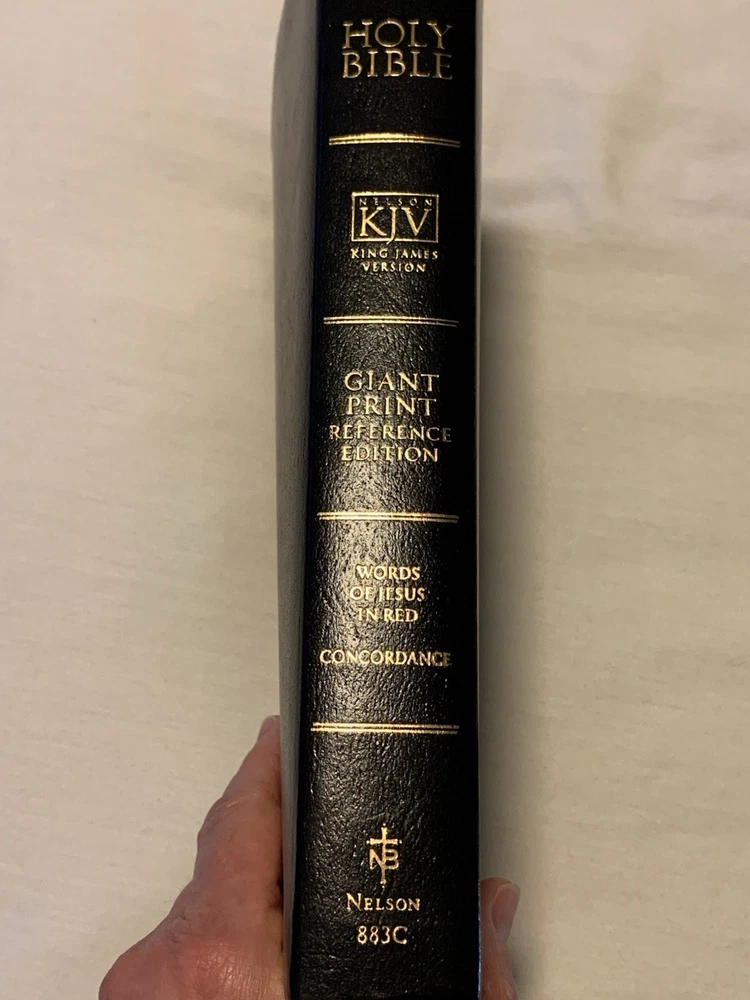 HOLY
BIBLE
NELSON
KJV
KING JAMES
VERSION
GIANT
PRINT
REFERENCE
EDITION
WORDS
OF JESUS
IN RED
CONCORDANCE
NB
NELSON
883C